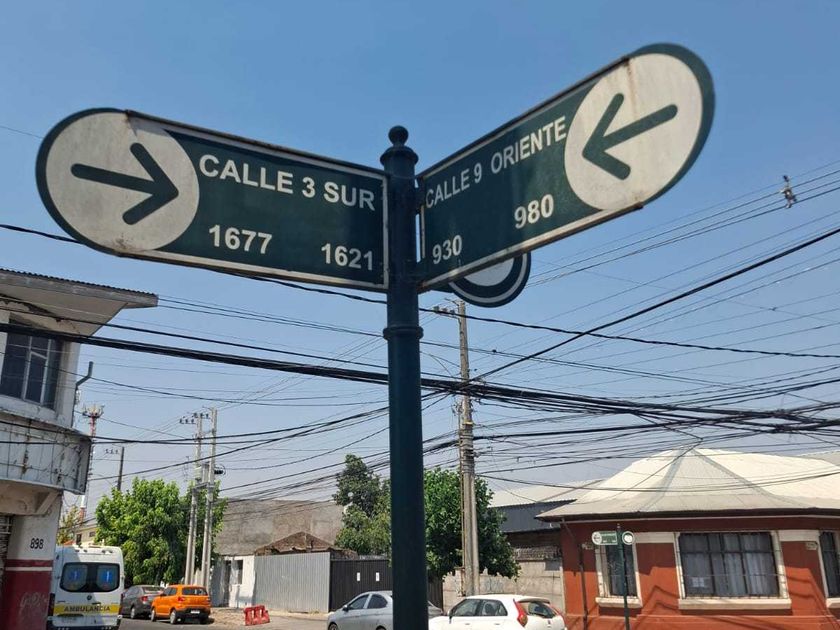 CALLE 3 SUR
1677 1621
CALLE 9 ORIENTE
930 980
898
AMBULANCIA